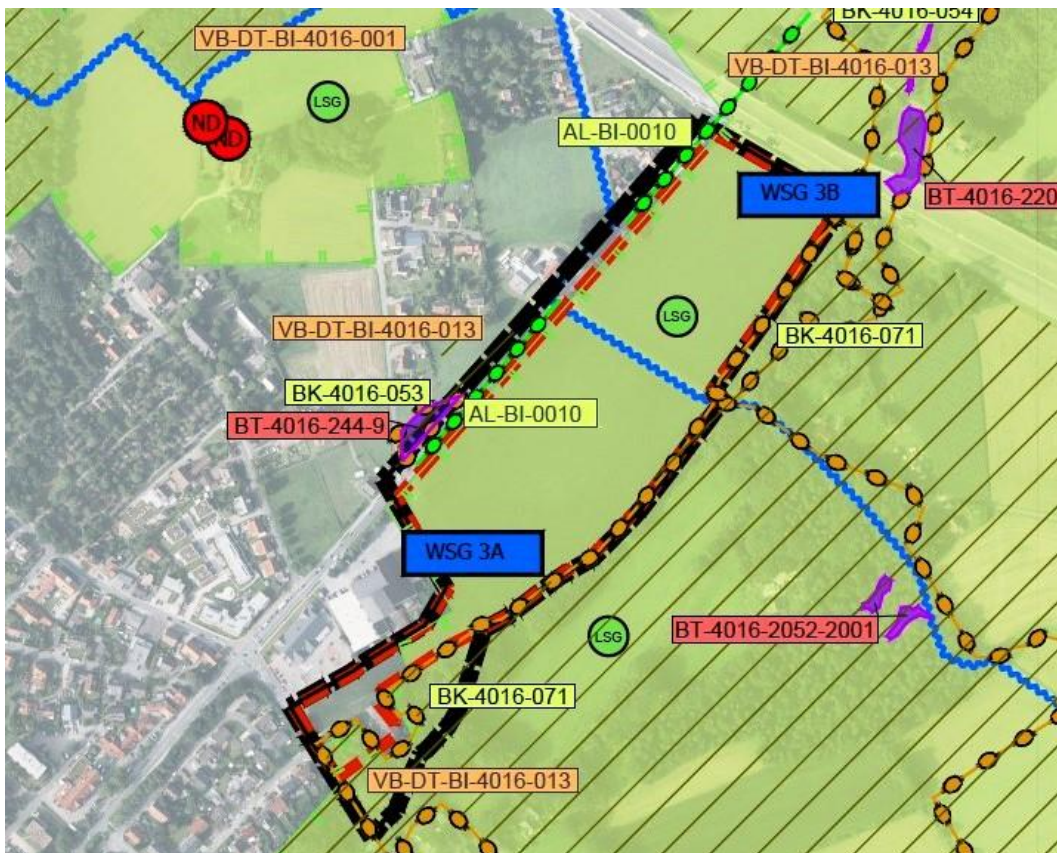 BK-4016-054
VB-DT-BI-4016-001
VB-DT-BI-4016-013
LSG
ND
ND
AL-BI-0010
WSG 3B
BT-4016-220
LSG
VB-DT-BI-4016-013
BK-4016-071
BK-4016-053
AL-BI-0010
BT-4016-244-9
WSG 3A
BT-4016-2052-2001
LSG
BK-4016-071
VB-DT-BI-4016-013